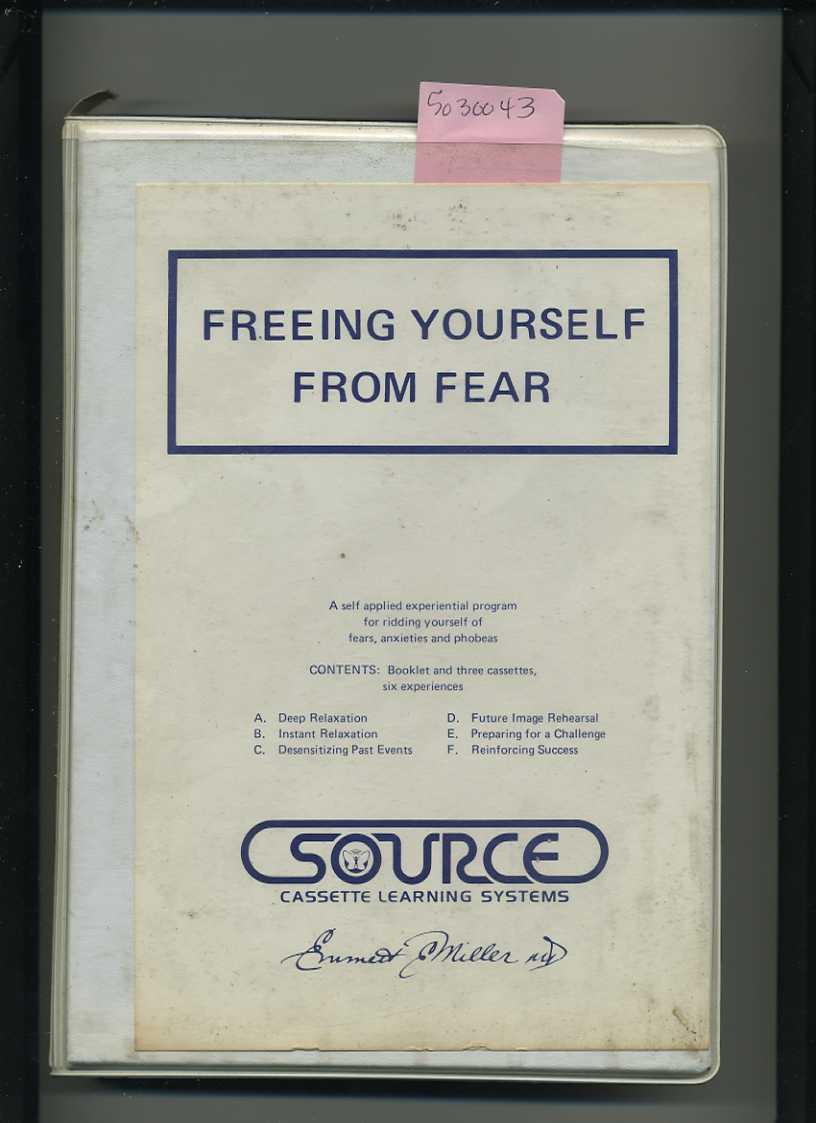 5030043
FREEING YOURSELF
FROM FEAR
A self applied experiential program
for ridding yourself of
fears, anxieties and phobeas
CONTENTS: Booklet and three cassettes,
six experiences
A. Deep Relaxation
B. Instant Relaxation
C. Desensitizing Past Events
D. Future Image Rehearsal
E. Preparing for a Challenge
F. Reinforcing Success
SOURCE
CASSETTE LEARNING SYSTEMS
Emmett E Miller MD